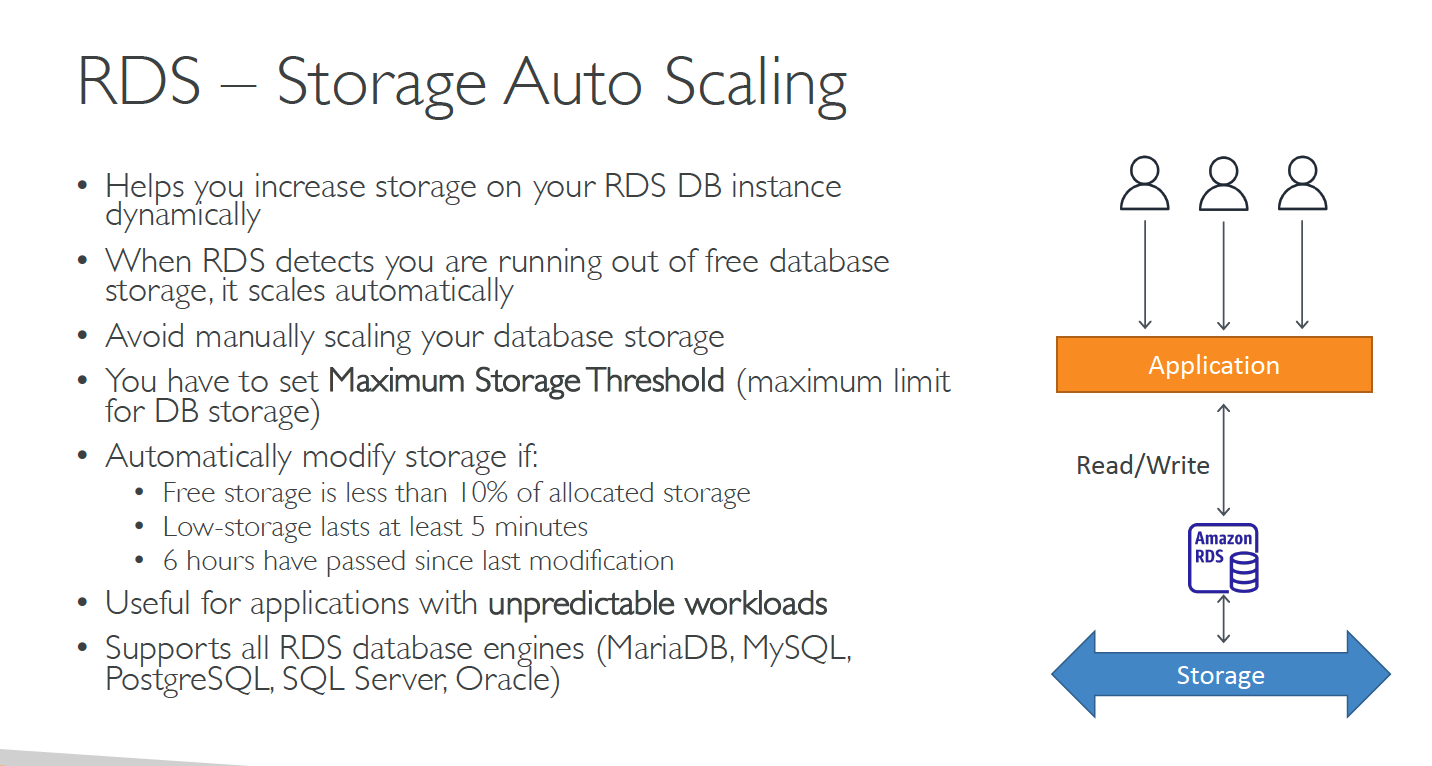 RDS – Storage Auto Scaling
• Helps you increase storage on your RDS DB instance
dynamically
• When RDS detects you are running out of free database
storage, it scales automatically
• Avoid manually scaling your database storage
• You have to set Maximum Storage Threshold (maximum limit
for DB storage)
• Automatically modify storage if:
• Free storage is less than 10% of allocated storage
• Low-storage lasts at least 5 minutes
• 6 hours have passed since last modification
• Useful for applications with unpredictable workloads
• Supports all RDS database engines (MariaDB, MySQL,
PostgreSQL, SQL Server, Oracle)
Application
Read/Write
Amazon
RDS
Storage